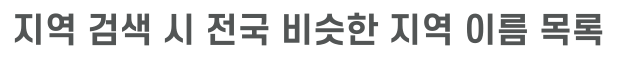 지역 검색 시 전국 비슷한 지역 이름 목록